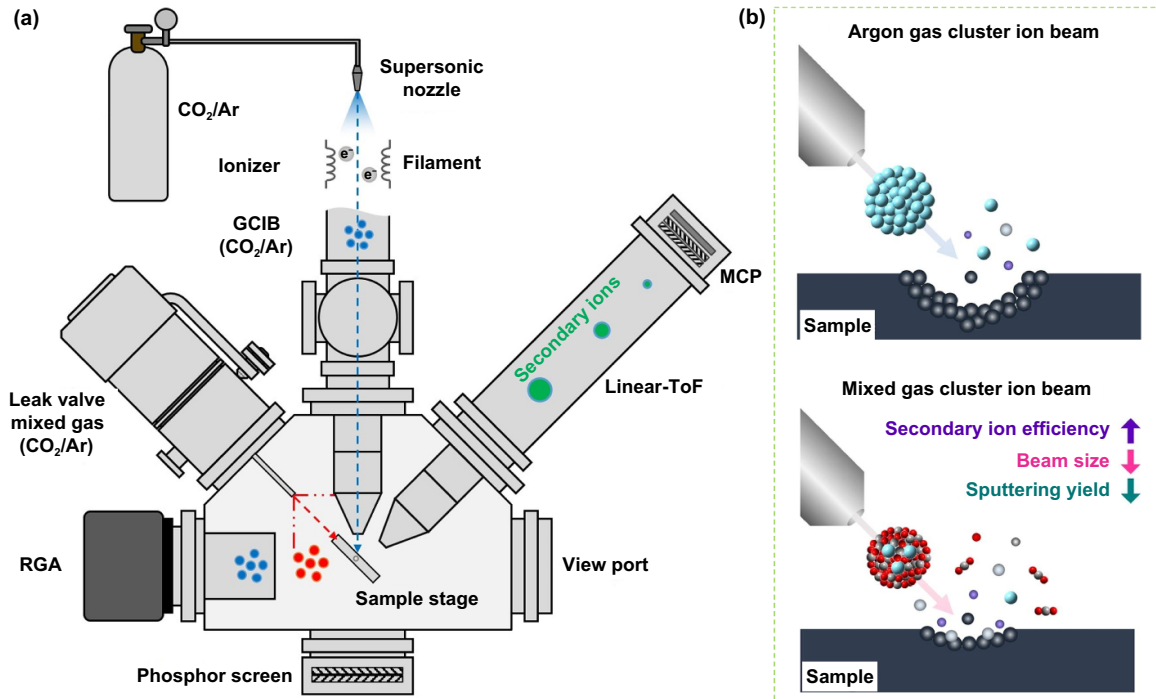 (a)
CO₂/Ar
Supersonic
nozzle
Ionizer
e⁻
e⁻
Filament
GCIB
(CO₂/Ar)
MCP
Secondary ions
Linear-ToF
Leak valve
mixed gas
(CO₂/Ar)
RGA
Sample stage
View port
Phosphor screen
(b)
Argon gas cluster ion beam
Sample
Mixed gas cluster ion beam
Secondary ion efficiency
Beam size
Sputtering yield
Sample